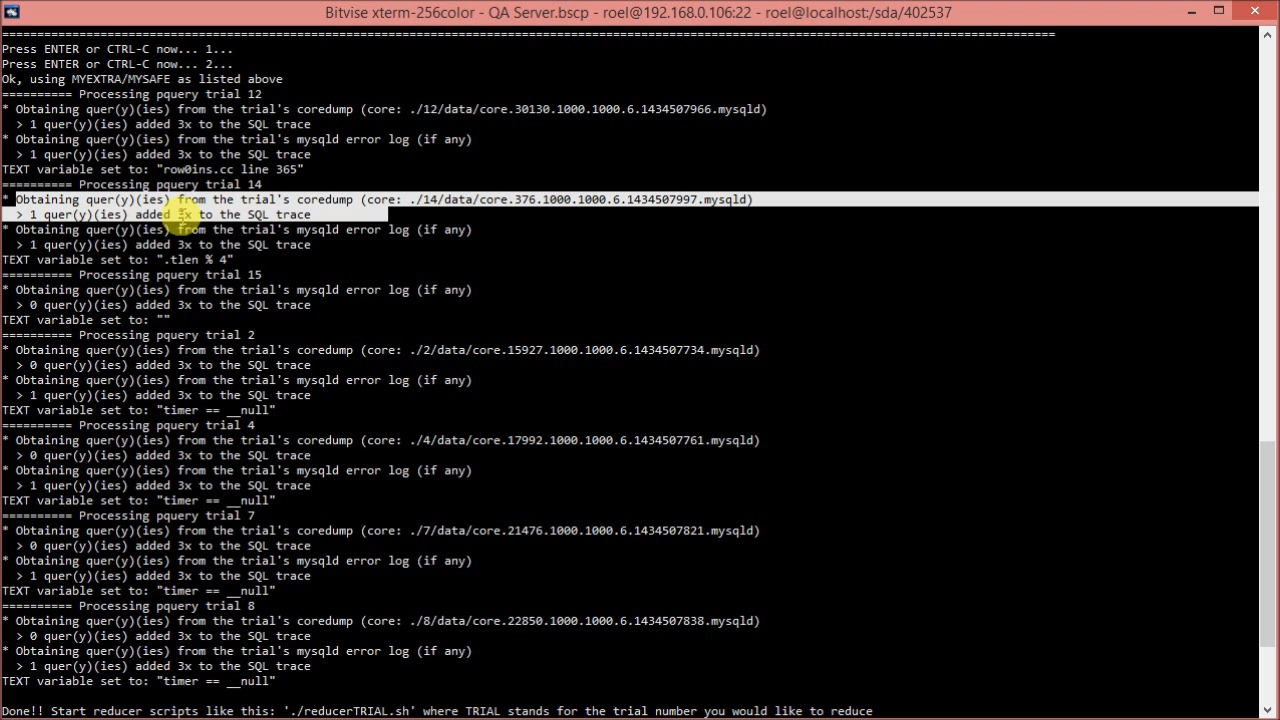 Bitvise xterm-256color - QA Server.bscp - roel@192.168.0.106:22 - roel@localhost:/sda/402537
================================================================================
Press ENTER or CTRL-C now... 1...
Press ENTER or CTRL-C now... 2...
Ok, using MYEXTRA/MYSAFE as listed above
========== Processing pquery trial 12
* Obtaining quer(y)(ies) from the trial's coredump (core: ./12/data/core.30130.1000.1000.6.1434507966.mysqld)
> 1 quer(y)(ies) added 3x to the SQL trace
* Obtaining quer(y)(ies) from the trial's mysqld error log (if any)
> 1 quer(y)(ies) added 3x to the SQL trace
TEXT variable set to: "row0ins.cc line 365"
========== Processing pquery trial 14
* Obtaining quer(y)(ies) from the trial's coredump (core: ./14/data/core.376.1000.1000.6.1434507997.mysqld)
> 1 quer(y)(ies) added 3x to the SQL trace
* Obtaining quer(y)(ies) from the trial's mysqld error log (if any)
> 1 quer(y)(ies) added 3x to the SQL trace
TEXT variable set to: ".tlen % 4"
========== Processing pquery trial 15
* Obtaining quer(y)(ies) from the trial's mysqld error log (if any)
> 0 quer(y)(ies) added 3x to the SQL trace
TEXT variable set to: ""
========== Processing pquery trial 2
* Obtaining quer(y)(ies) from the trial's coredump (core: ./2/data/core.15927.1000.1000.6.1434507734.mysqld)
> 0 quer(y)(ies) added 3x to the SQL trace
* Obtaining quer(y)(ies) from the trial's mysqld error log (if any)
> 1 quer(y)(ies) added 3x to the SQL trace
TEXT variable set to: "timer == __null"
========== Processing pquery trial 4
* Obtaining quer(y)(ies) from the trial's coredump (core: ./4/data/core.17992.1000.1000.6.1434507761.mysqld)
> 0 quer(y)(ies) added 3x to the SQL trace
* Obtaining quer(y)(ies) from the trial's mysqld error log (if any)
> 1 quer(y)(ies) added 3x to the SQL trace
TEXT variable set to: "timer == __null"
========== Processing pquery trial 7
* Obtaining quer(y)(ies) from the trial's coredump (core: ./7/data/core.21476.1000.1000.6.1434507821.mysqld)
> 0 quer(y)(ies) added 3x to the SQL trace
* Obtaining quer(y)(ies) from the trial's mysqld error log (if any)
> 1 quer(y)(ies) added 3x to the SQL trace
TEXT variable set to: "timer == __null"
========== Processing pquery trial 8
* Obtaining quer(y)(ies) from the trial's coredump (core: ./8/data/core.22850.1000.1000.6.1434507838.mysqld)
> 0 quer(y)(ies) added 3x to the SQL trace
* Obtaining quer(y)(ies) from the trial's mysqld error log (if any)
> 1 quer(y)(ies) added 3x to the SQL trace
TEXT variable set to: "timer == __null"
Done!! Start reducer scripts like this: './reducerTRIAL.sh' where TRIAL stands for the trial number you would like to reduce